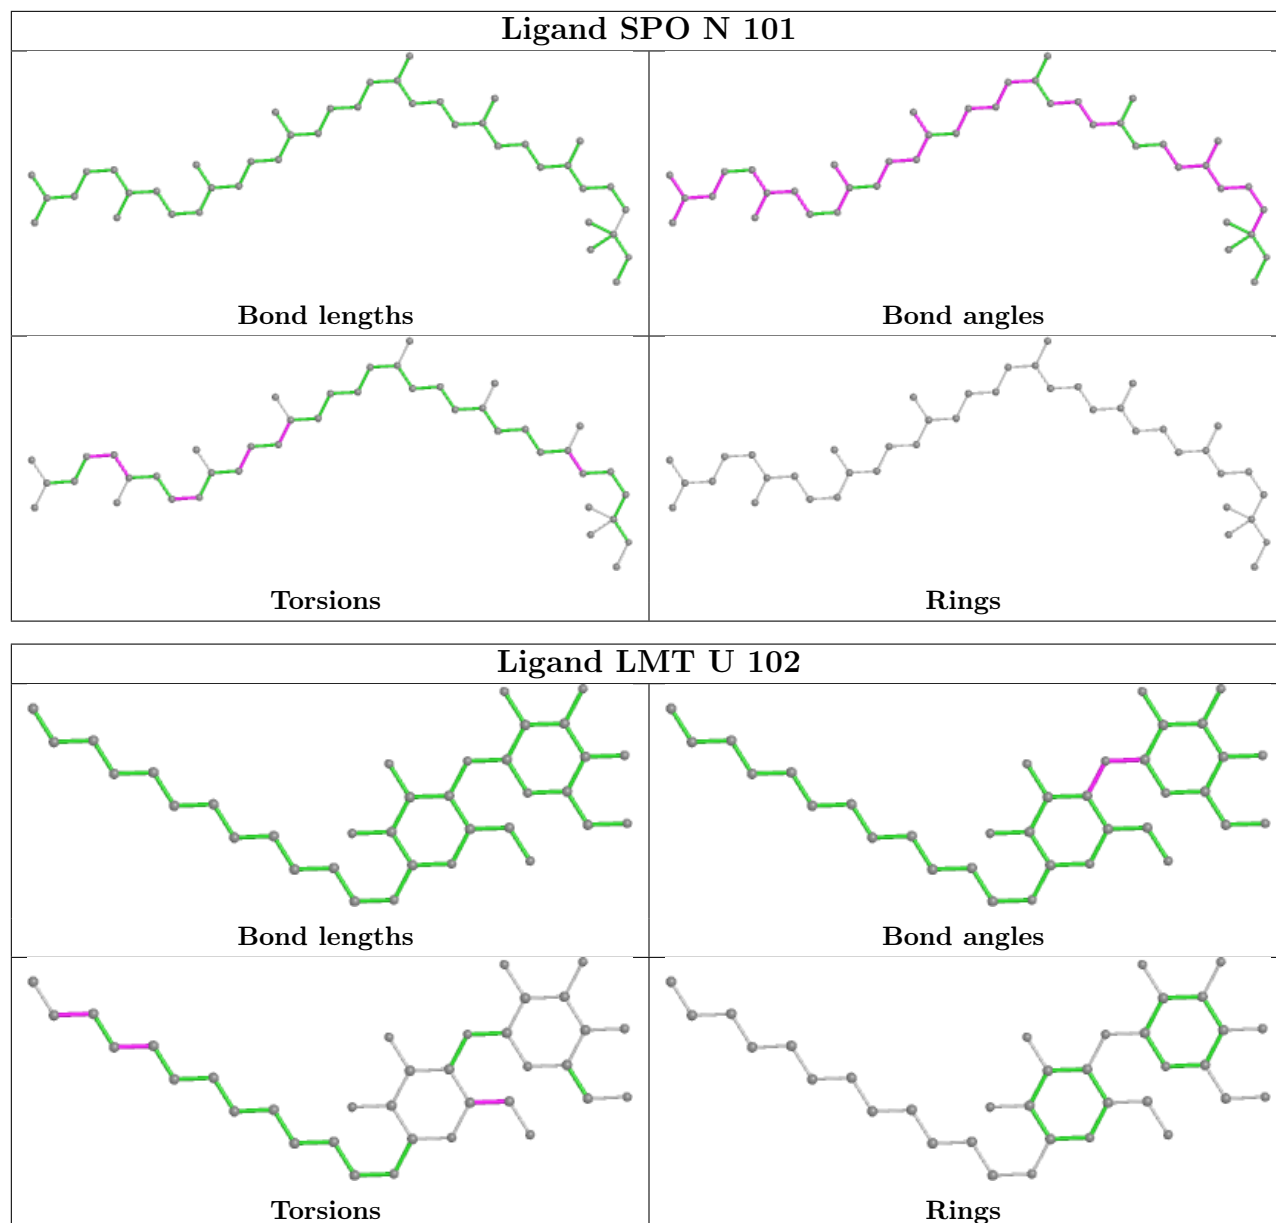 Ligand SPO N 101
Bond lengths
Bond angles
Torsions
Rings
Ligand LMT U 102
Bond lengths
Bond angles
Torsions
Rings